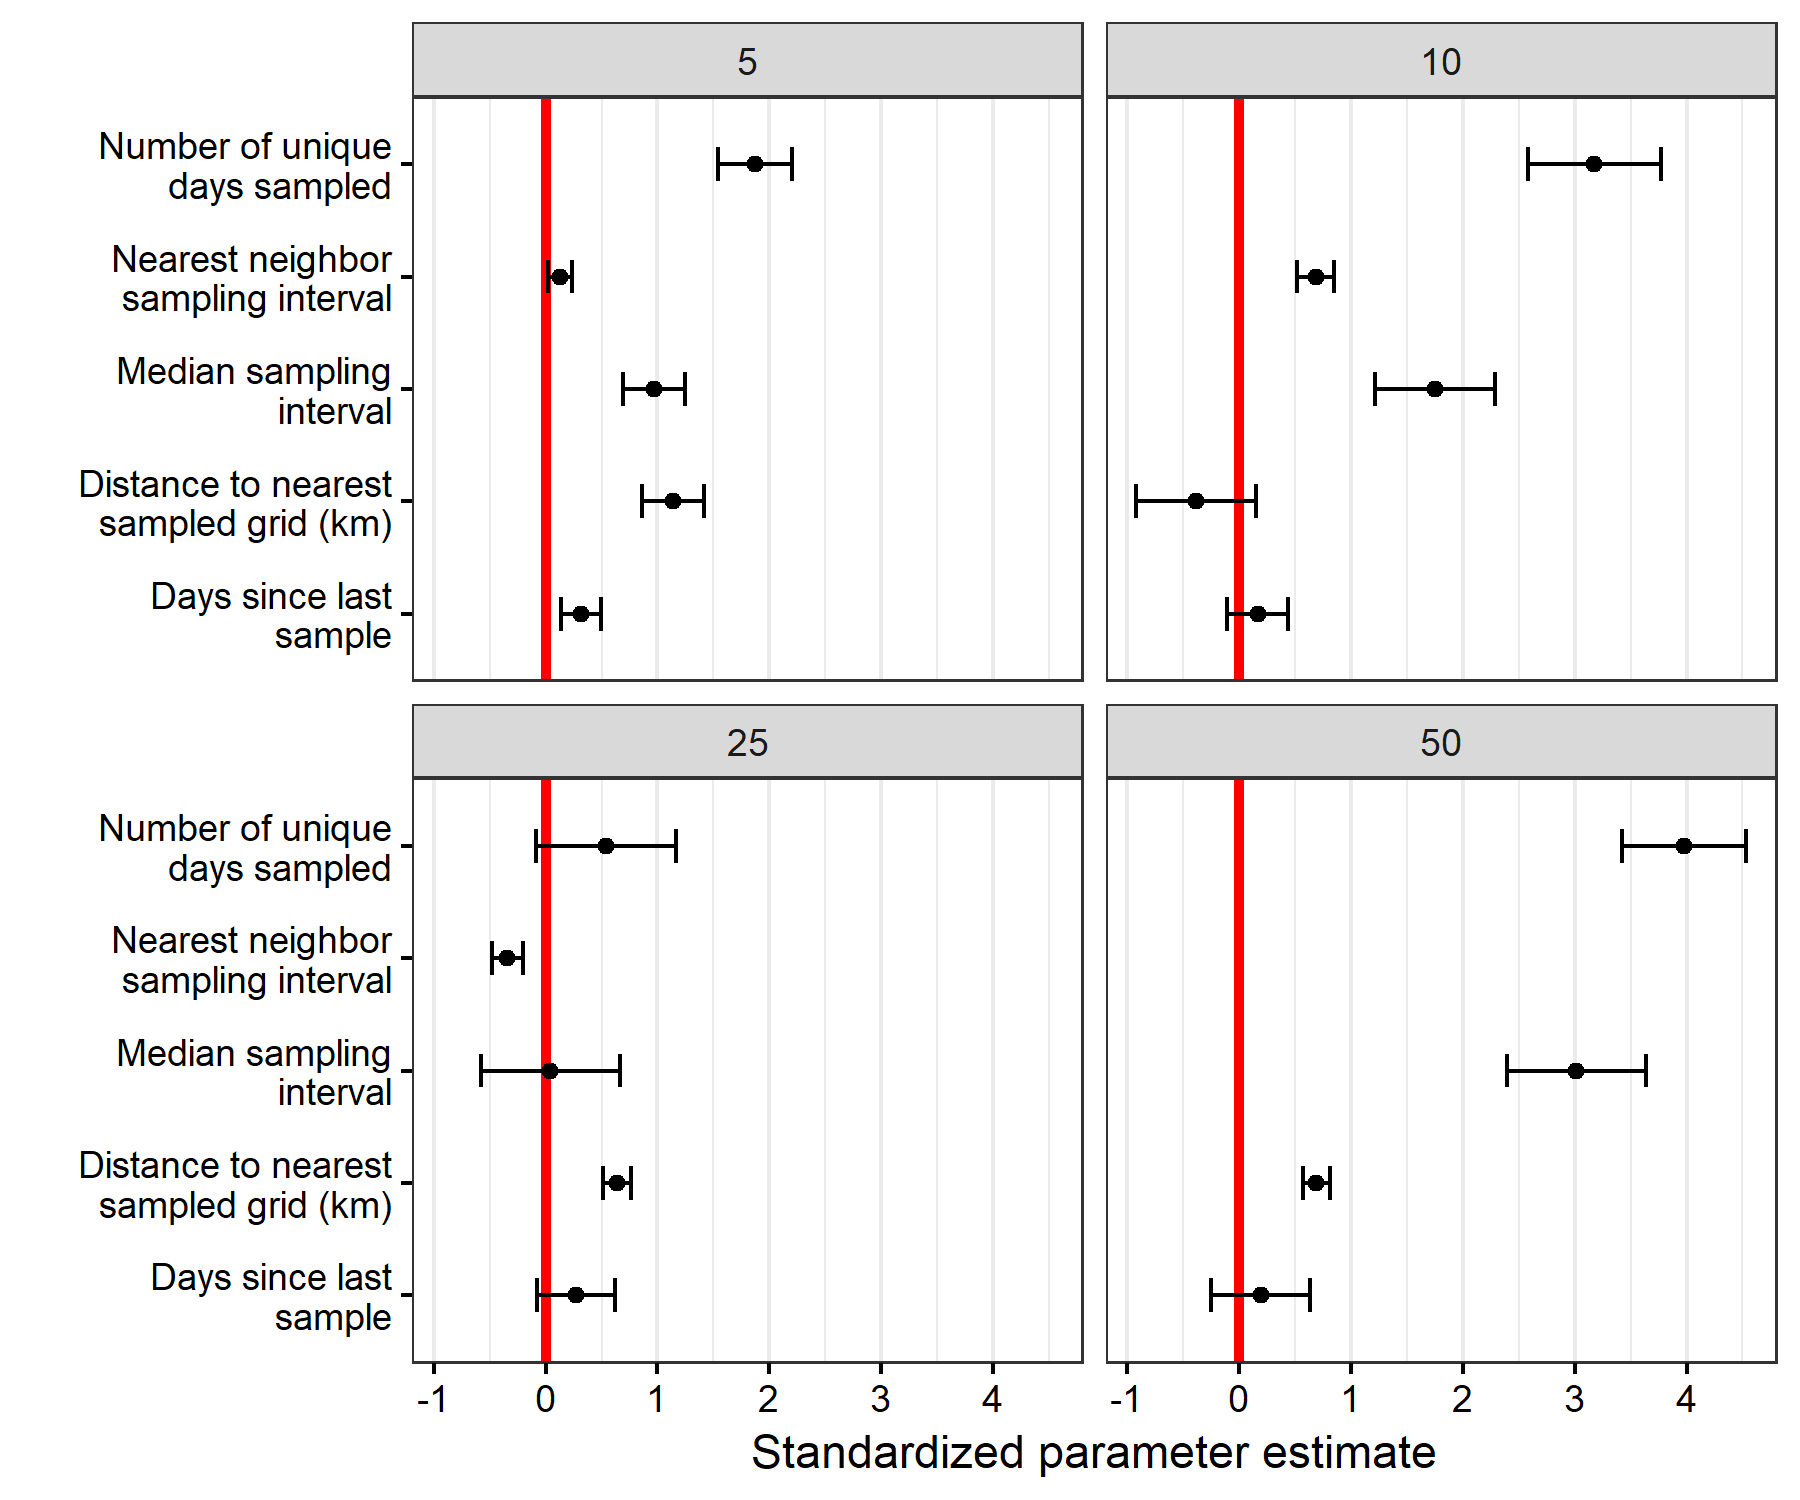 5
10
Number of unique
days sampled
Nearest neighbor
sampling interval
Median sampling
interval
Distance to nearest
sampled grid (km)
Days since last
sample
25
50
Number of unique
days sampled
Nearest neighbor
sampling interval
Median sampling
interval
Distance to nearest
sampled grid (km)
Days since last
sample
-1 0 1 2 3 4
-1 0 1 2 3 4
Standardized parameter estimate